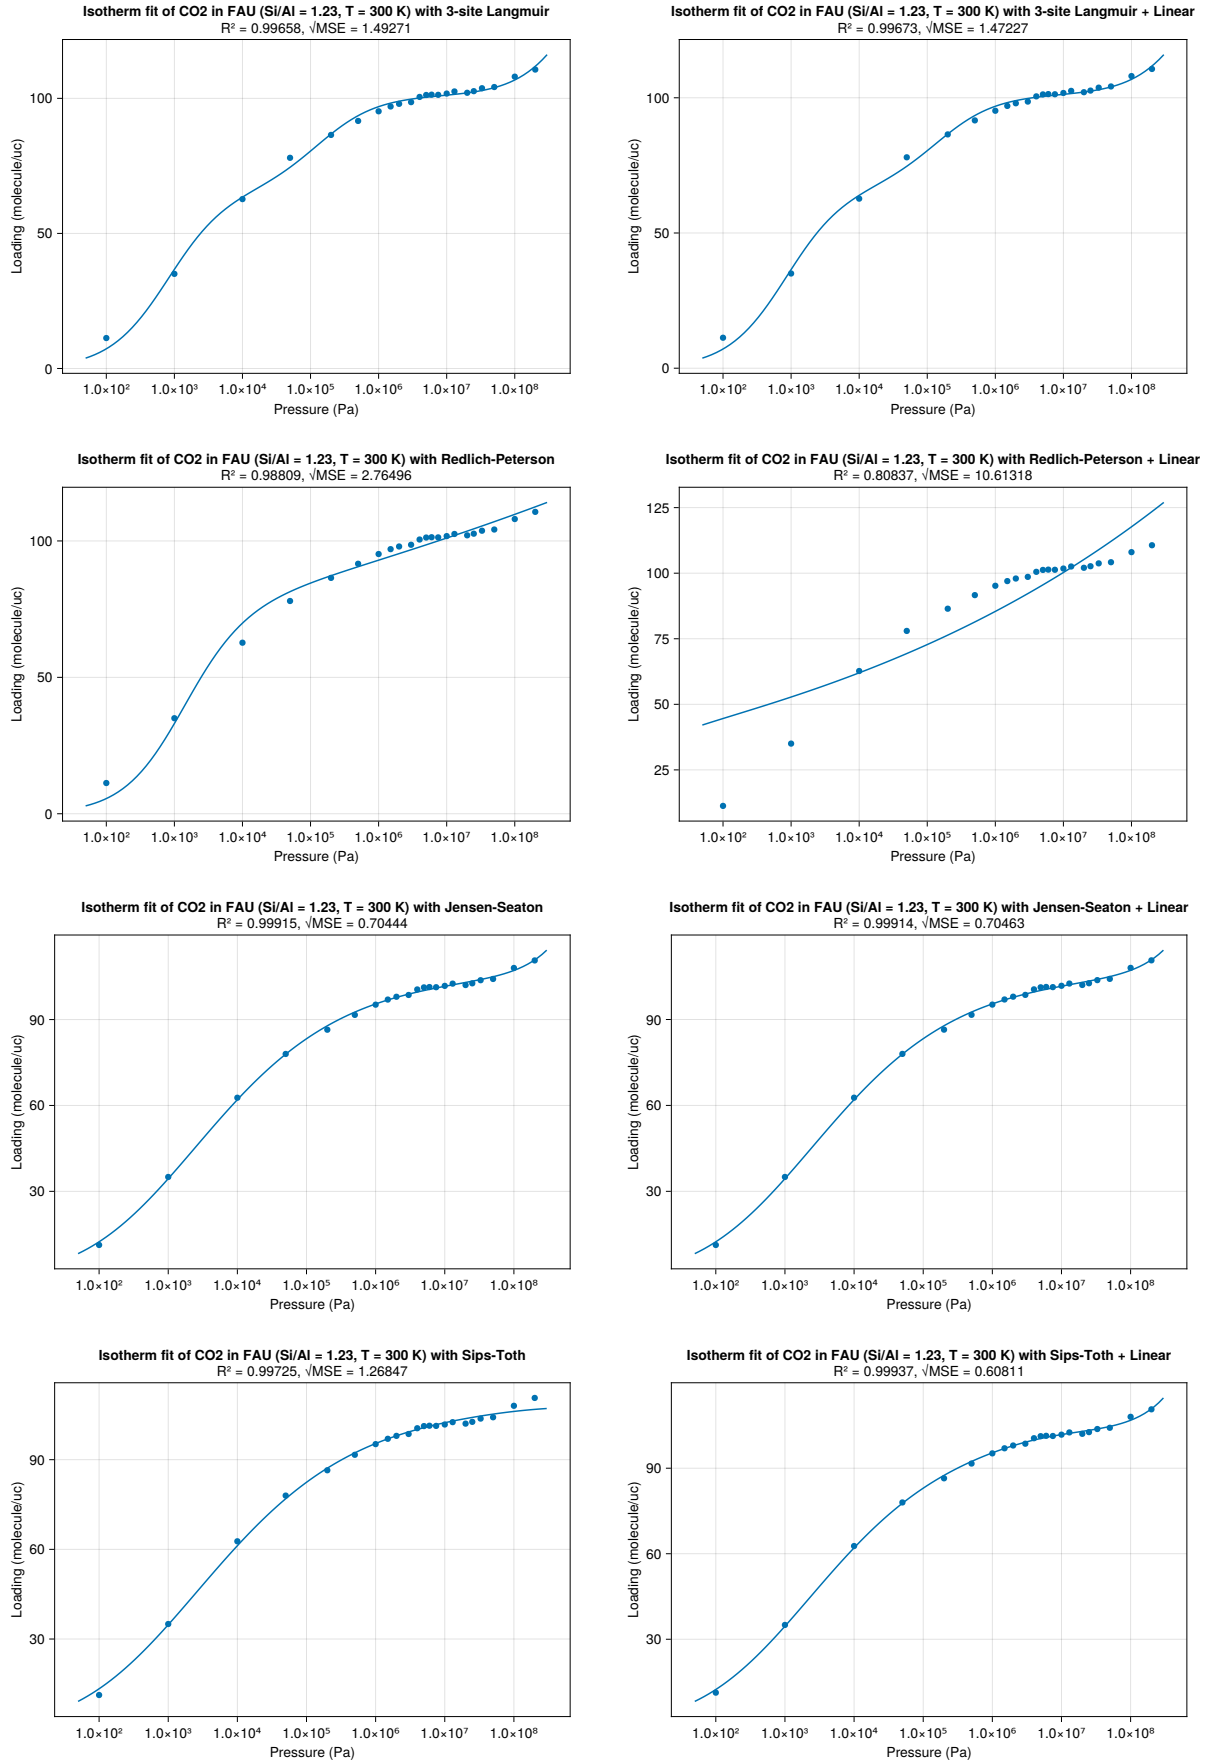 Isotherm fit of CO2 in FAU (Si/Al = 1.23, T = 300 K) with 3-site Langmuir
R² = 0.99658, √MSE = 1.49271
100
50
0
Loading (molecule/uc)
1.0×10² 1.0×10³ 1.0×10⁴ 1.0×10⁵ 1.0×10⁶ 1.0×10⁷ 1.0×10⁸
Pressure (Pa)
Isotherm fit of CO2 in FAU (Si/Al = 1.23, T = 300 K) with 3-site Langmuir + Linear
R² = 0.99673, √MSE = 1.47227
100
50
0
Loading (molecule/uc)
1.0×10² 1.0×10³ 1.0×10⁴ 1.0×10⁵ 1.0×10⁶ 1.0×10⁷ 1.0×10⁸
Pressure (Pa)
Isotherm fit of CO2 in FAU (Si/Al = 1.23, T = 300 K) with Redlich-Peterson
R² = 0.98809, √MSE = 2.76496
100
50
0
Loading (molecule/uc)
1.0×10² 1.0×10³ 1.0×10⁴ 1.0×10⁵ 1.0×10⁶ 1.0×10⁷ 1.0×10⁸
Pressure (Pa)
Isotherm fit of CO2 in FAU (Si/Al = 1.23, T = 300 K) with Redlich-Peterson + Linear
R² = 0.80837, √MSE = 10.61318
125
100
75
50
25
Loading (molecule/uc)
1.0×10² 1.0×10³ 1.0×10⁴ 1.0×10⁵ 1.0×10⁶ 1.0×10⁷ 1.0×10⁸
Pressure (Pa)
Isotherm fit of CO2 in FAU (Si/Al = 1.23, T = 300 K) with Jensen-Seaton
R² = 0.99915, √MSE = 0.70444
90
60
30
Loading (molecule/uc)
1.0×10² 1.0×10³ 1.0×10⁴ 1.0×10⁵ 1.0×10⁶ 1.0×10⁷ 1.0×10⁸
Pressure (Pa)
Isotherm fit of CO2 in FAU (Si/Al = 1.23, T = 300 K) with Jensen-Seaton + Linear
R² = 0.99914, √MSE = 0.70463
90
60
30
Loading (molecule/uc)
1.0×10² 1.0×10³ 1.0×10⁴ 1.0×10⁵ 1.0×10⁶ 1.0×10⁷ 1.0×10⁸
Pressure (Pa)
Isotherm fit of CO2 in FAU (Si/Al = 1.23, T = 300 K) with Sips-Toth
R² = 0.99725, √MSE = 1.26847
90
60
30
Loading (molecule/uc)
1.0×10² 1.0×10³ 1.0×10⁴ 1.0×10⁵ 1.0×10⁶ 1.0×10⁷ 1.0×10⁸
Pressure (Pa)
Isotherm fit of CO2 in FAU (Si/Al = 1.23, T = 300 K) with Sips-Toth + Linear
R² = 0.99937, √MSE = 0.60811
90
60
30
Loading (molecule/uc)
1.0×10² 1.0×10³ 1.0×10⁴ 1.0×10⁵ 1.0×10⁶ 1.0×10⁷ 1.0×10⁸
Pressure (Pa)